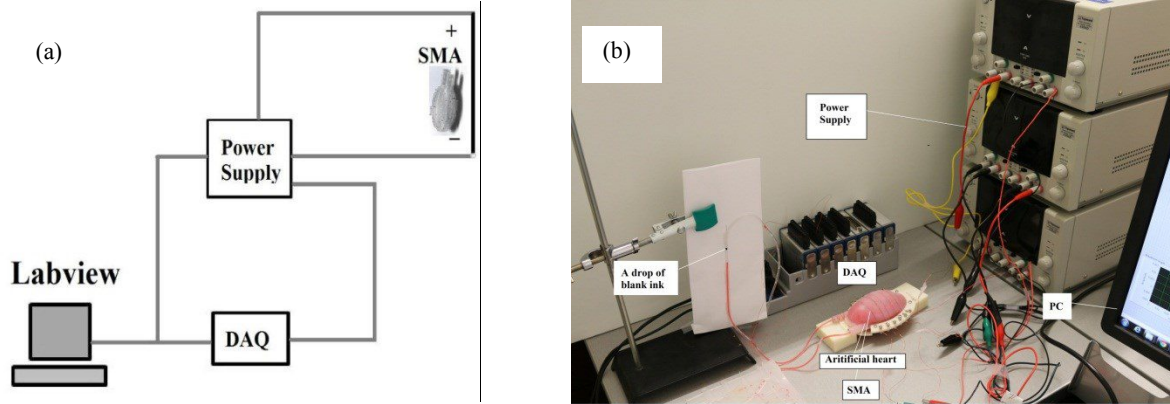 (a)
+
SMA
−
Power
Supply
Labview
DAQ
(b)
Power
Supply
A drop of
blank ink
DAQ
PC
Aritificial heart
SMA